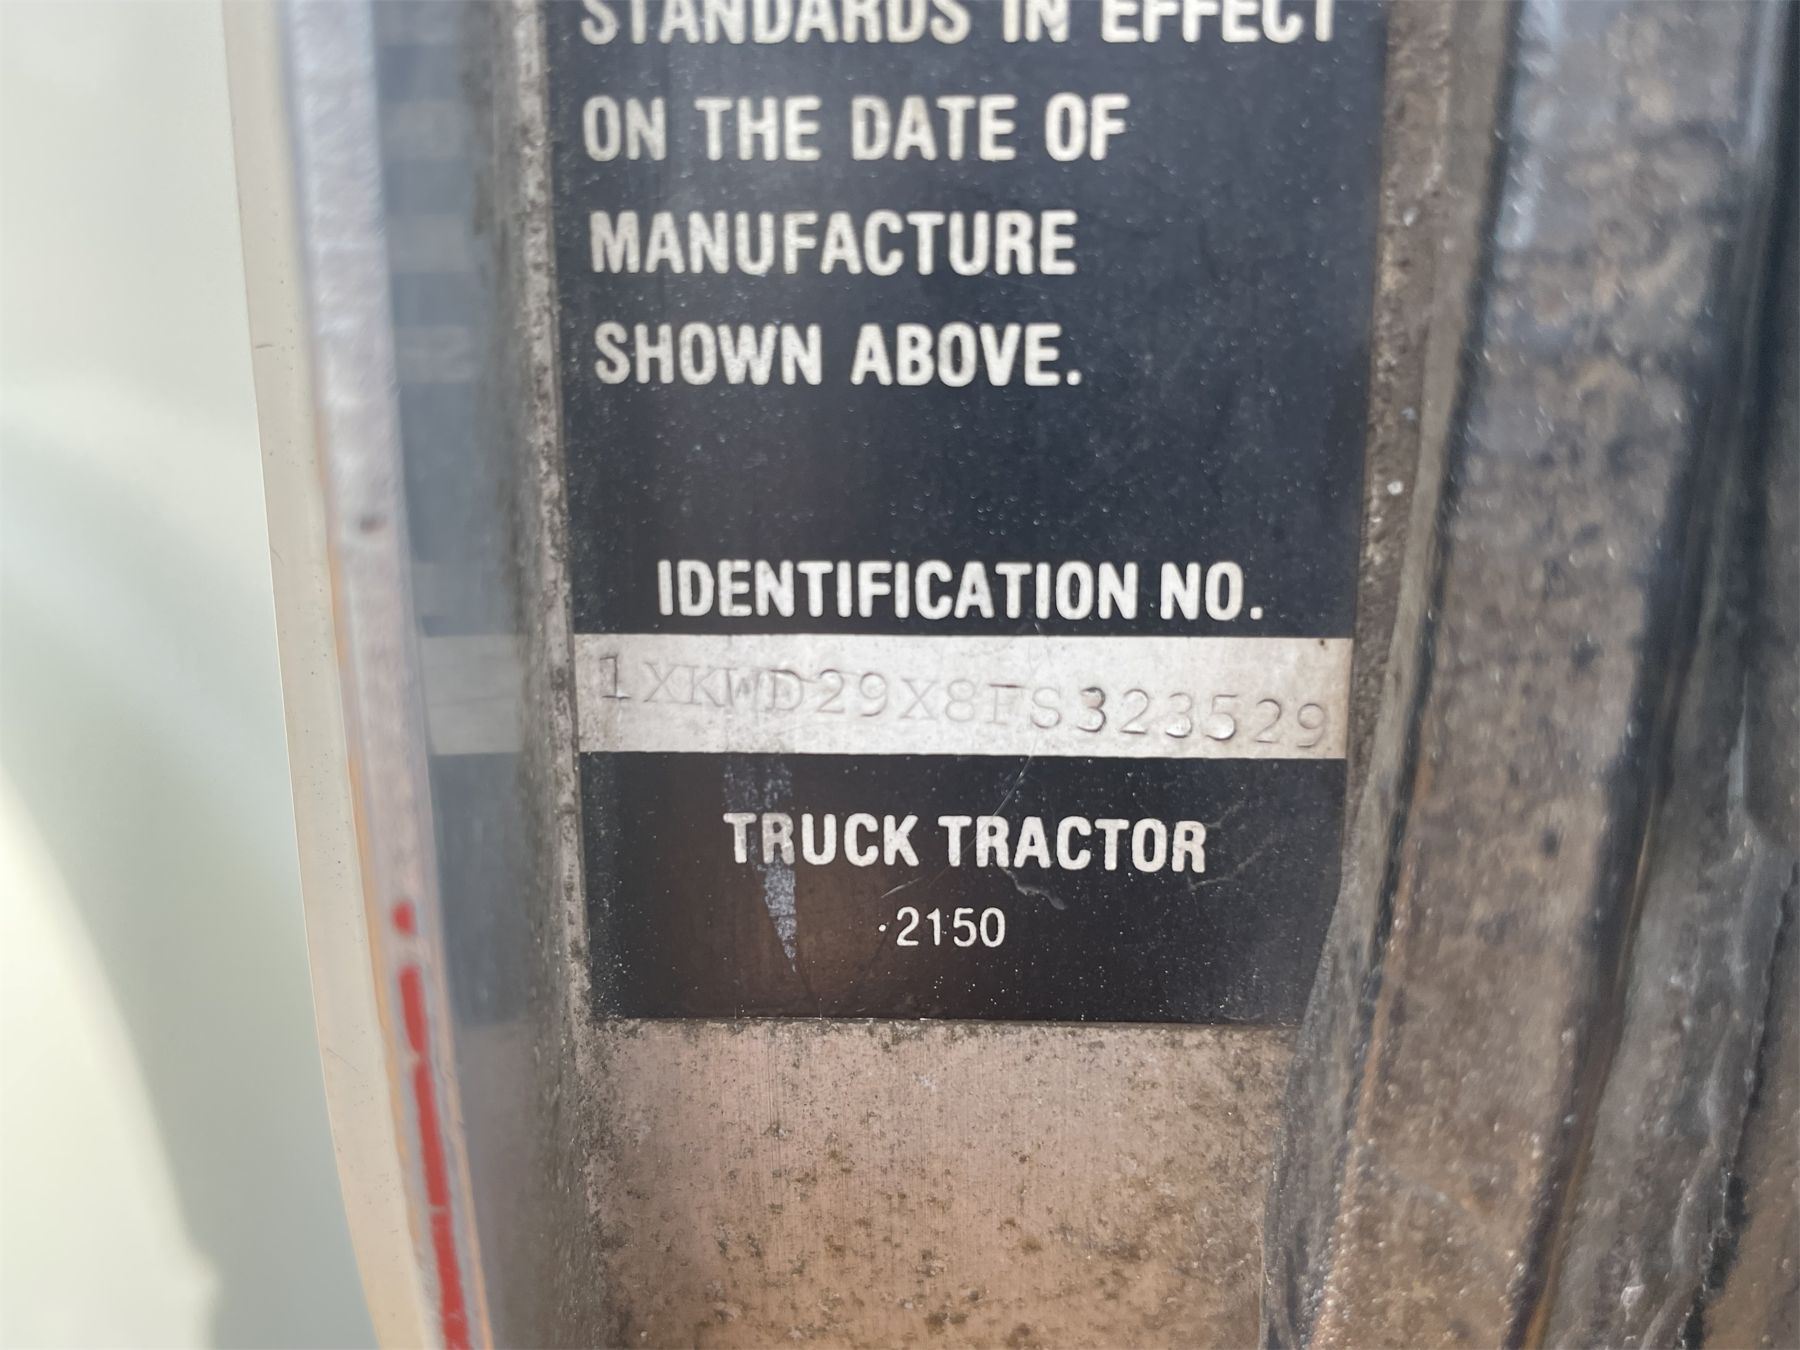 STANDARDS IN EFFECT
ON THE DATE OF
MANUFACTURE
SHOWN ABOVE.
IDENTIFICATION NO.
1XKWD29X8FS323529
TRUCK TRACTOR
2150